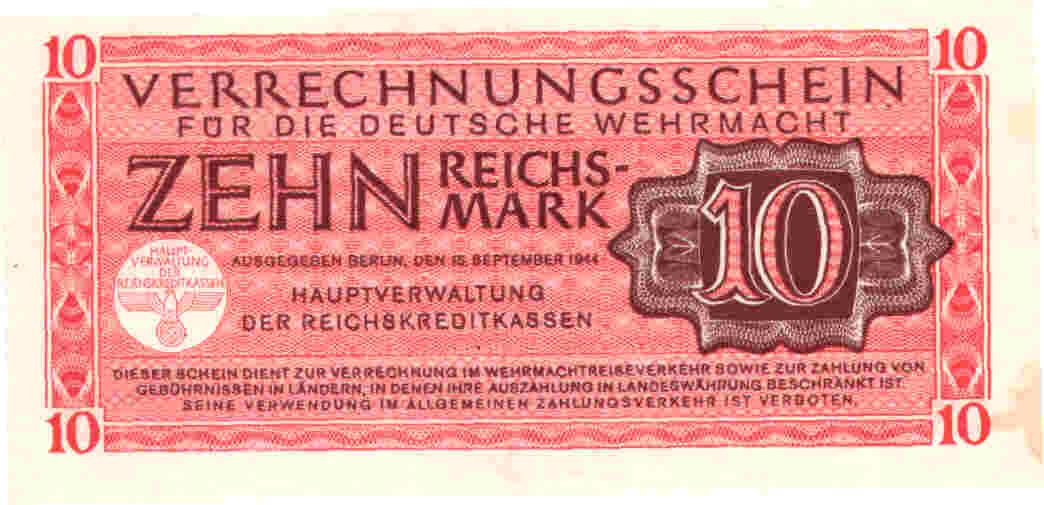 10 10
VERRECHNUNGSSCHEIN
FÜR DIE DEUTSCHE WEHRMACHT
ZEHN REICHS-
MARK
10
HAUPT-
VERWALTUNG
DER
REICHSKREDITKASSEN
AUSGEGEBEN BERLIN, DEN 15. SEPTEMBER 1944
HAUPTVERWALTUNG
DER REICHSKREDITKASSEN
DIESER SCHEIN DIENT ZUR VERRECHNUNG IM WEHRMACHTREISEVERKEHR SOWIE ZUR ZAHLUNG VON
GEBÜHRNISSEN IN LÄNDERN, IN DENEN IHRE AUSZAHLUNG IN LANDESWÄHRUNG BESCHRÄNKT IST.
SEINE VERWENDUNG IM ALLGEMEINEN ZAHLUNGSVERKEHR IST VERBOTEN.
10 10